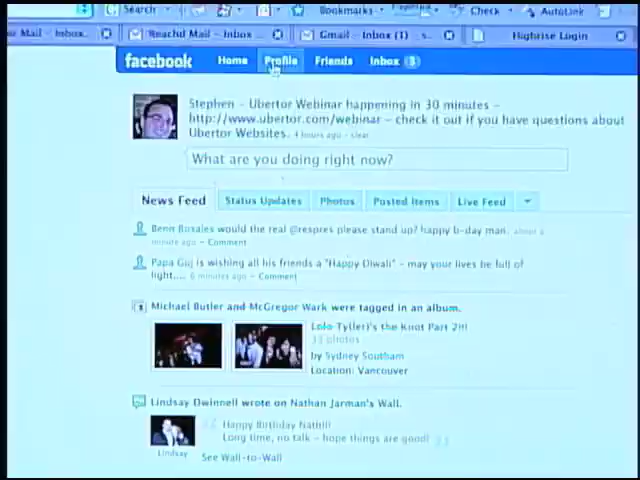 Search
Bookmarks
Check
AutoLink
Mail - Inbox
Reachd Mail - Inbox
Gmail - Inbox (1) - s..
Highrise Login
facebook Home Profile Friends Inbox 3
Stephen - Ubertor Webinar happening in 30 minutes -
http://www.ubertor.com/webinar - check it out if you have questions about
Ubertor Websites. 4 hours ago - clear
What are you doing right now?
News Feed Status Updates Photos Posted Items Live Feed
Benn Rosales would the real @respres please stand up? happy b-day man. about a
minute ago - Comment
Papa Guj is wishing all his friends a "Happy Diwali" - may your lives be full of
light.... 6 minutes ago - Comment
Michael Butler and McGregor Wark were tagged in an album.
the Knot Part 2!!!
33 photos
by Sydney Southam
Location: Vancouver
Lindsay Dwinnell wrote on Nathan Jarman's Wall.
Happy Birthday Nath!!!
Long time, no talk - hope things are good!
Lindsay
See Wall-to-Wall